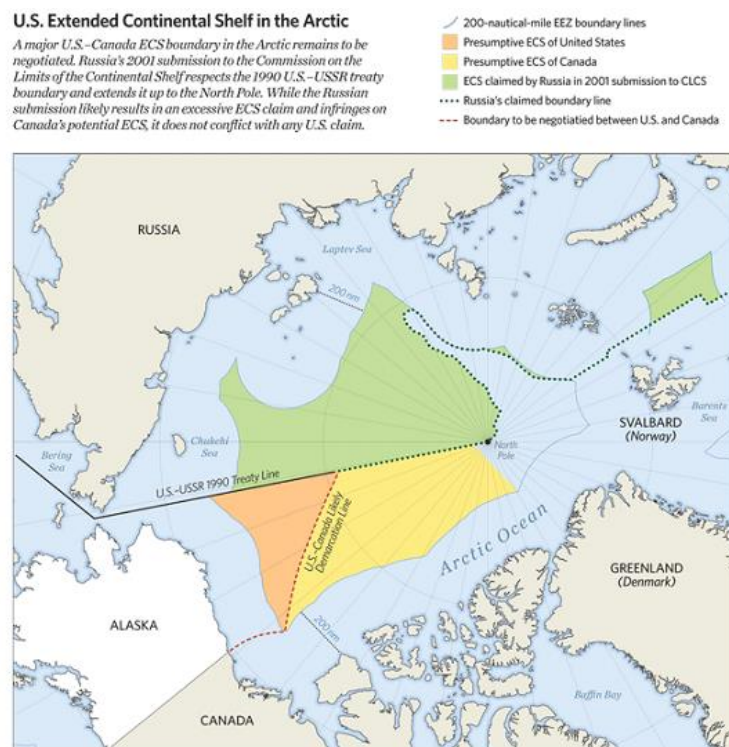 U.S. Extended Continental Shelf in the Arctic
A major U.S.–Canada ECS boundary in the Arctic remains to be
negotiated. Russia's 2001 submission to the Commission on the
Limits of the Continental Shelf respects the 1990 U.S.–USSR treaty
boundary and extends it up to the North Pole. While the Russian
submission likely results in an excessive ECS claim and infringes on
Canada's potential ECS, it does not conflict with any U.S. claim.
200-nautical-mile EEZ boundary lines
Presumptive ECS of United States
Presumptive ECS of Canada
ECS claimed by Russia in 2001 submission to CLCS
Russia's claimed boundary line
Boundary to be negotiatied between U.S. and Canada
RUSSIA
Laptev Sea
200 nm
Bering
Sea
Chukchi
Sea
North
Pole
SVALBARD
(Norway)
Barents
Sea
U.S.–USSR 1990 Treaty Line
U.S.–Canada Likely
Demarcation Line
Arctic Ocean
GREENLAND
(Denmark)
ALASKA
200 nm
CANADA
Baffin Bay